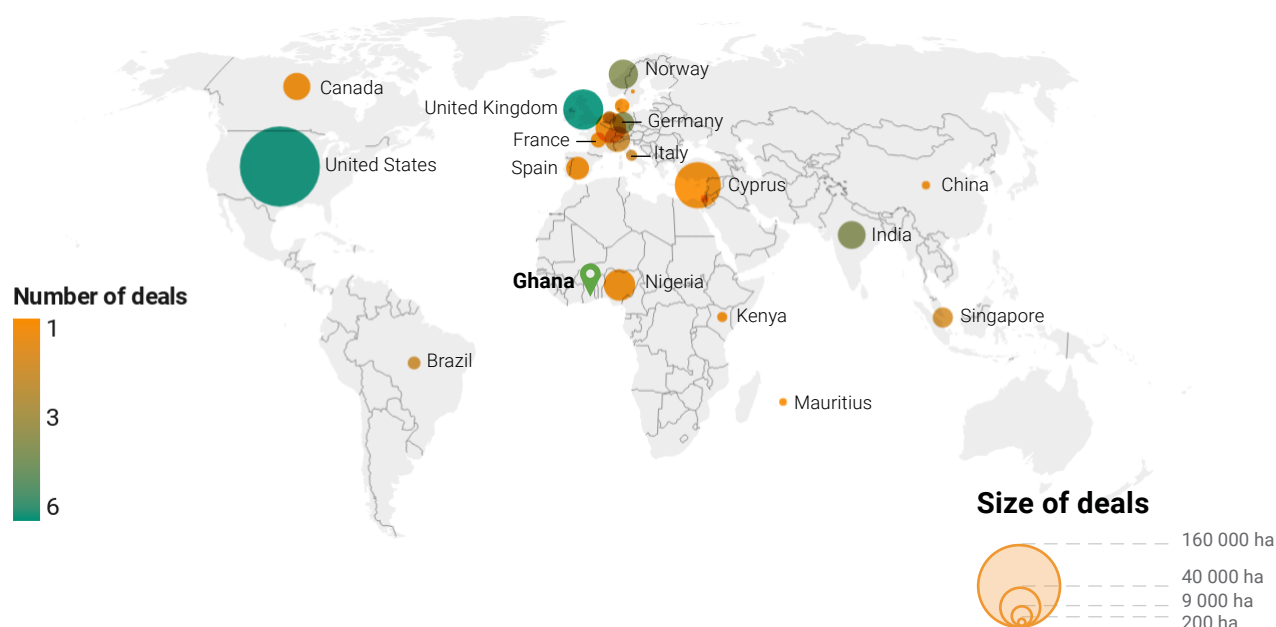 Norway
Canada
United Kingdom
Germany
France
Italy
United States
Spain
Cyprus
China
India
Ghana
Nigeria
Number of deals
1
Kenya
Singapore
Brazil
Mauritius
3
6
Size of deals
160 000 ha
40 000 ha
9 000 ha
200 ha